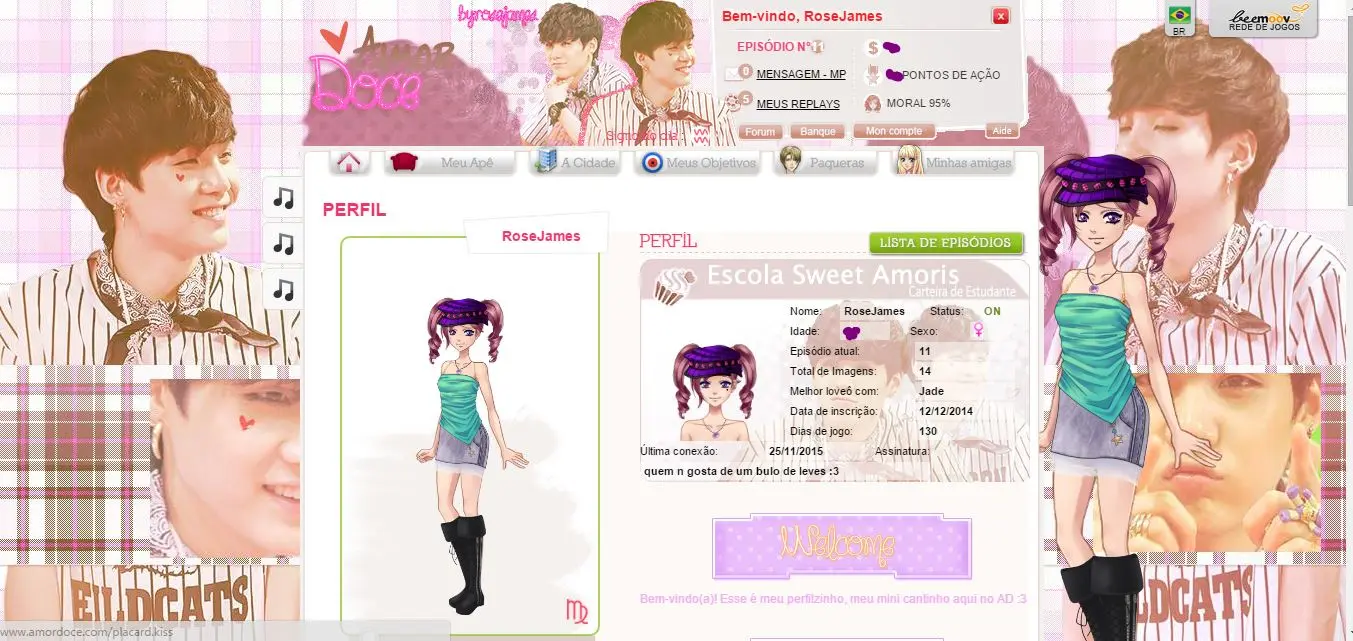 byrosejames
Amor
Doce
Bem-vindo, RoseJames
x
EPISÓDIO Nº11
$
0 MENSAGEM - MP
PONTOS DE AÇÃO
5 MEUS REPLAYS
MORAL 95%
Forum
Banque
Mon compte
Aide
BR
beemoov
REDE DE JOGOS
Meu Apê
A Cidade
Meus Objetivos
Paqueras
Minhas amigas
PERFIL
RoseJames
PERFIL
LISTA DE EPISÓDIOS
Escola Sweet Amoris
Carteira de Estudante
Nome: RoseJames Status: ON
Idade: Sexo: ♀
Episódio atual: 11
Total de Imagens: 14
Melhor loveô com: Jade
Data de inscrição: 12/12/2014
Dias de jogo: 130
Última conexão: 25/11/2015 Assinatura:
quem n gosta de um bulo de leves :3
Welcome
Bem-vindo(a)! Esse é meu perfilzinho, meu mini cantinho aqui no AD :3
♍
WILDCATS
LDCATS
www.amordoce.com/placard.kiss